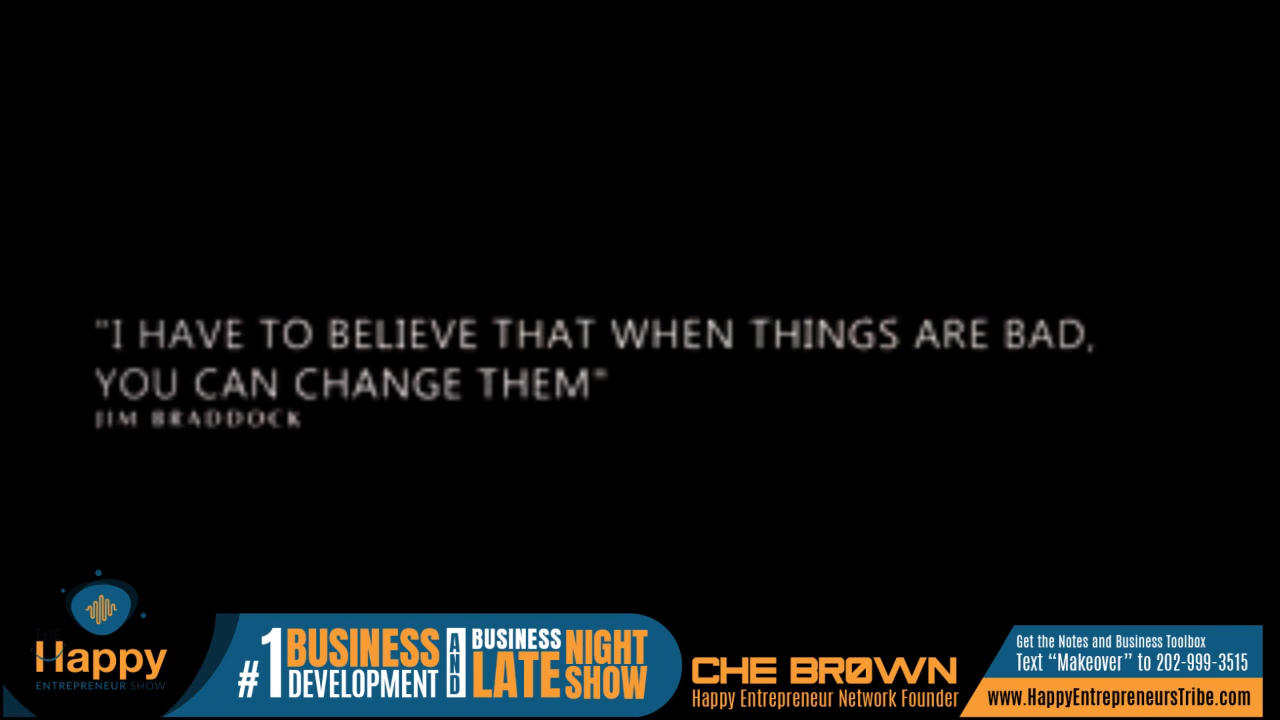 "I HAVE TO BELIEVE THAT WHEN THINGS ARE BAD,
YOU CAN CHANGE THEM"
JIM BRADDOCK
THE
Happy
ENTREPRENEUR SHOW
#1 BUSINESS DEVELOPMENT AND BUSINESS LATE NIGHT SHOW
CHE BRØWN
Happy Entrepreneur Network Founder
Get the Notes and Business Toolbox
Text “Makeover” to 202-999-3515
www.HappyEntrepreneursTribe.com